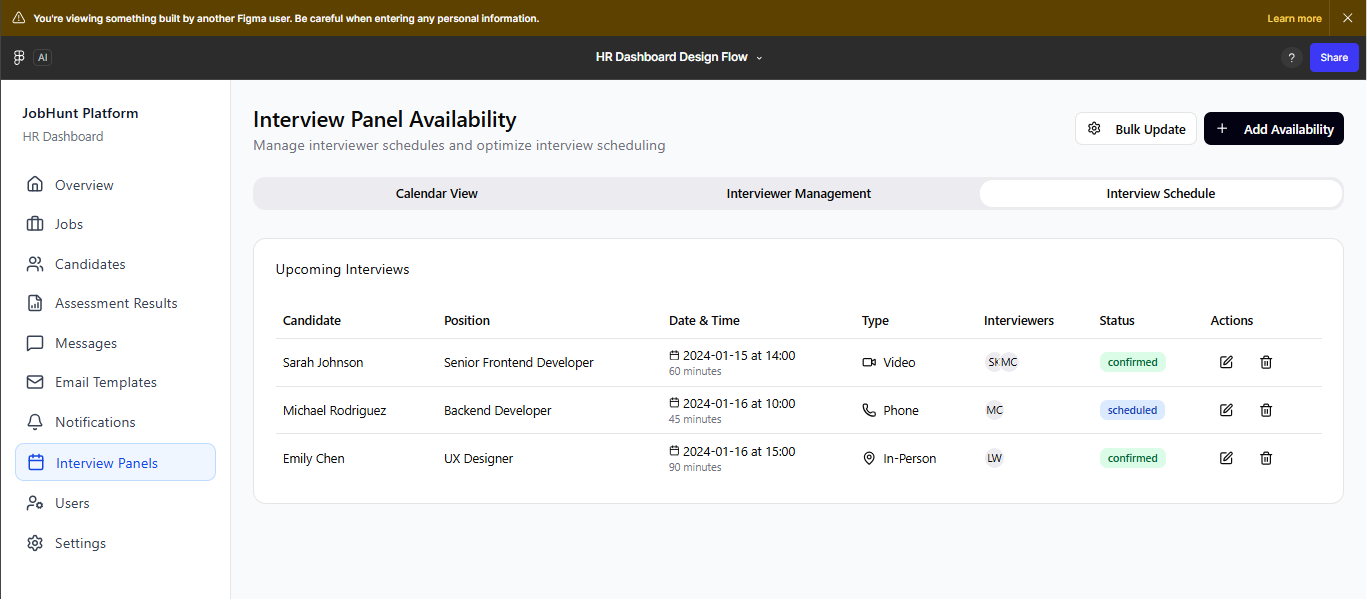 You're viewing something built by another Figma user. Be careful when entering any personal information.
Learn more
AI
HR Dashboard Design Flow
?
Share
JobHunt Platform
HR Dashboard
Overview
Jobs
Candidates
Assessment Results
Messages
Email Templates
Notifications
Interview Panels
Users
Settings
Interview Panel Availability
Manage interviewer schedules and optimize interview scheduling
Bulk Update
Add Availability
Calendar View
Interviewer Management
Interview Schedule
Upcoming Interviews
Candidate Position Date & Time Type Interviewers Status Actions
Sarah Johnson Senior Frontend Developer 2024-01-15 at 14:00 Video MC confirmed
60 minutes
Michael Rodriguez Backend Developer 2024-01-16 at 10:00 Phone MC scheduled
45 minutes
Emily Chen UX Designer 2024-01-16 at 15:00 In-Person LW confirmed
90 minutes